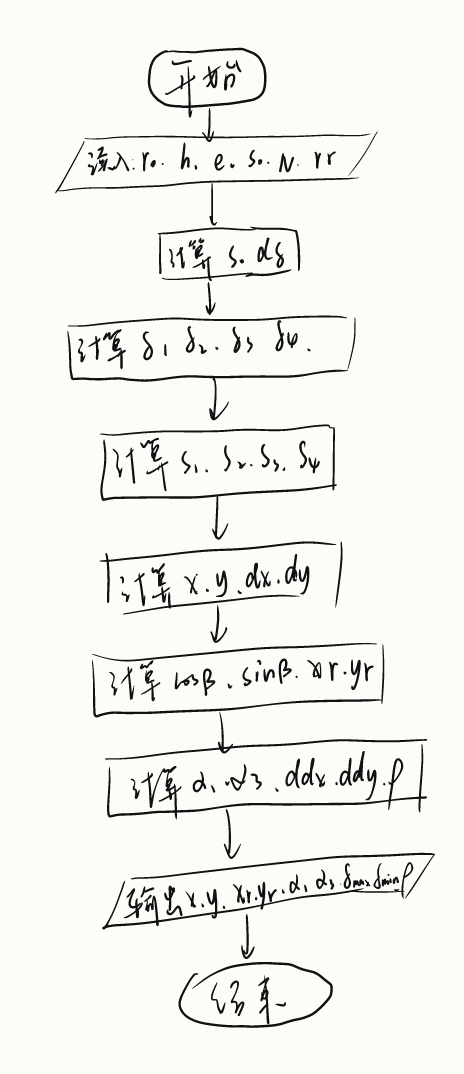 开始
读入 r₀. h. e. s₀. N. rr
计算 s. dδ
计算 δ₁ δ₂. δ₃ δ₄.
计算 s₁. s₂. s₃. s₄
计算 x. y. dx. dy
计算 cosβ. sinβ. xr. yr
计算 α₁. α₃. ddx. ddy. ρ
输出 x. y. xr. yr. α₁ α₃ δmax δmin ρ
结束